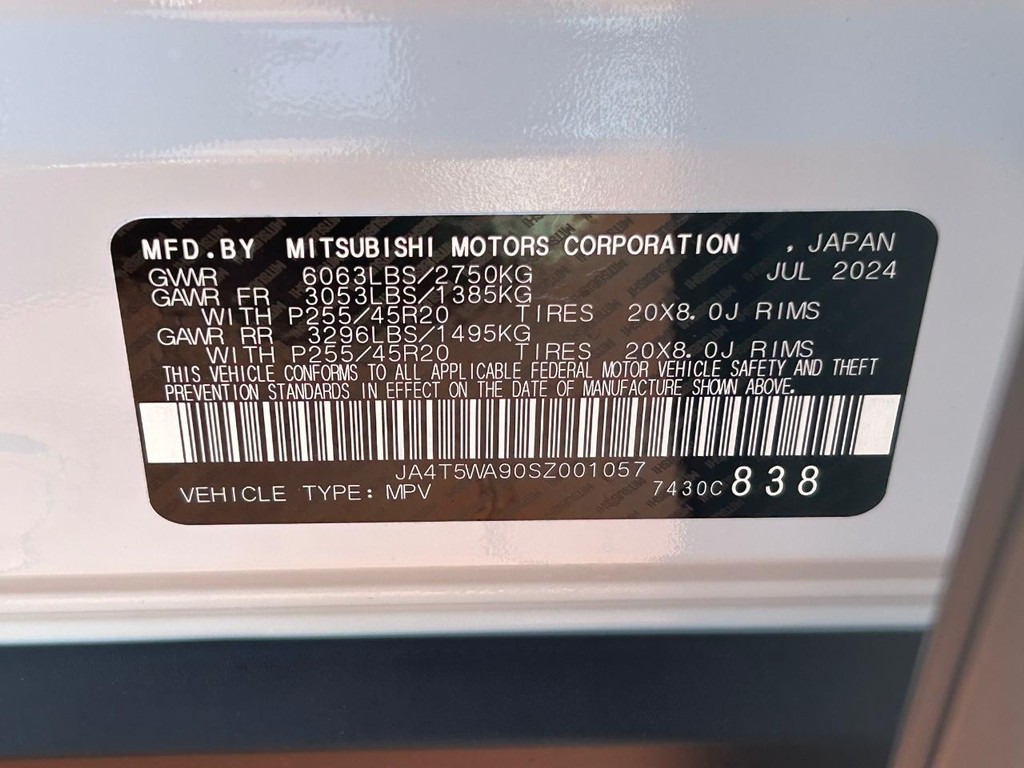 MFD.BY MITSUBISHI MOTORS CORPORATION , JAPAN
GVWR 6063LBS/2750KG JUL 2024
GAWR FR 3053LBS/1385KG
WITH P255/45R20 TIRES 20X8.0J RIMS
GAWR RR 3296LBS/1495KG
WITH P255/45R20 TIRES 20X8.0J RIMS
THIS VEHICLE CONFORMS TO ALL APPLICABLE FEDERAL MOTOR VEHICLE SAFETY AND THEFT
PREVENTION STANDARDS IN EFFECT ON THE DATE OF MANUFACTURE SHOWN ABOVE.
JA4T5WA90SZ001057
VEHICLE TYPE: MPV 7430C 838